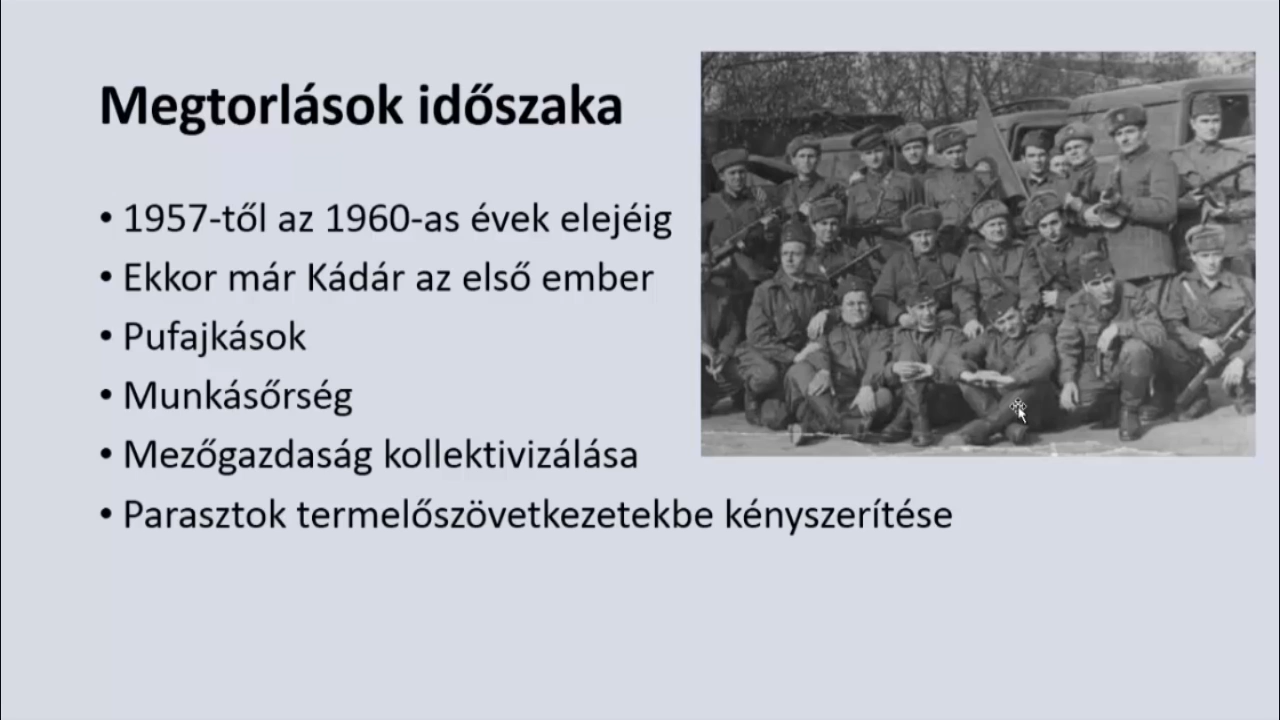 Megtorlások időszaka
• 1957-től az 1960-as évek elejéig
• Ekkor már Kádár az első ember
• Pufajkások
• Munkásőrség
• Mezőgazdaság kollektivizálása
• Parasztok termelőszövetkezetekbe kényszerítése